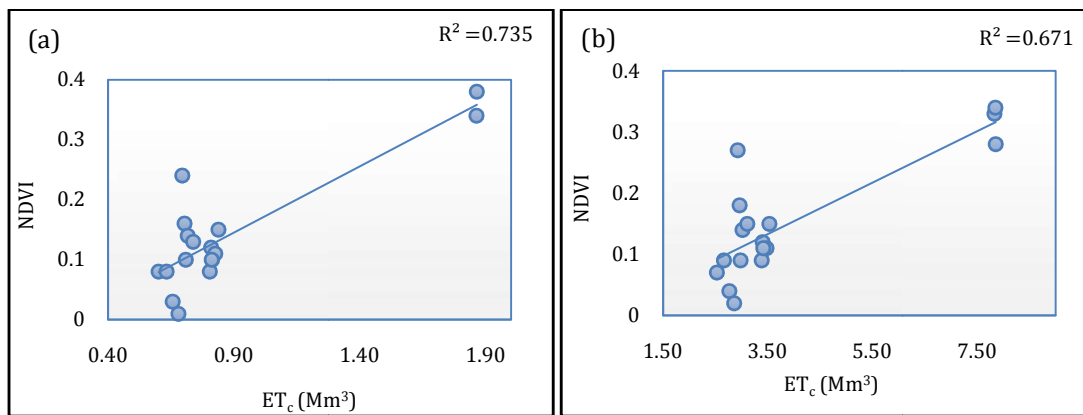 (a)
R² = 0.735
0.4
0.3
0.2
0.1
0
NDVI
0.40 0.90 1.40 1.90
ETc (Mm³)
(b)
R² = 0.671
0.4
0.3
0.2
0.1
0
NDVI
1.50 3.50 5.50 7.50
ETc (Mm³)